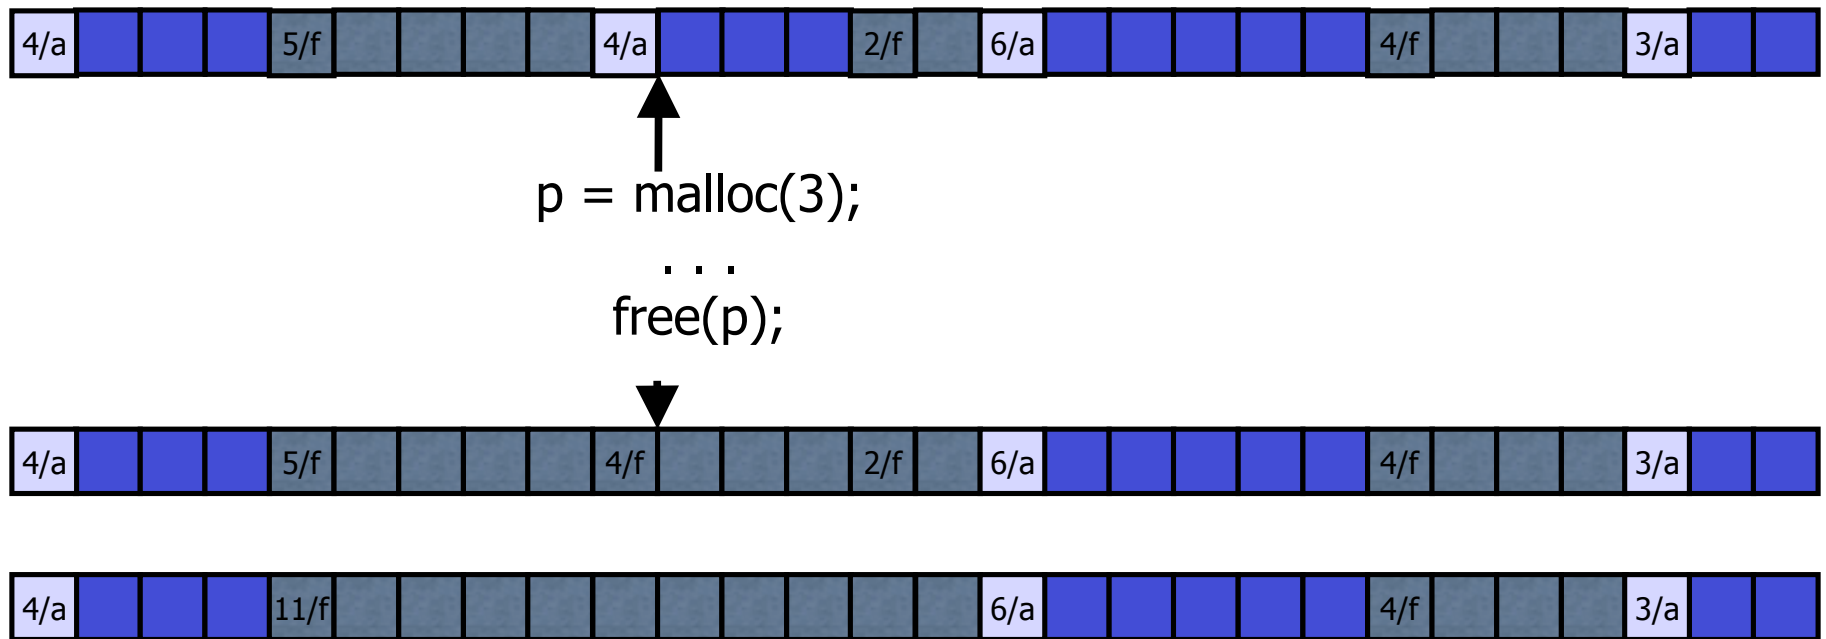 4/a 5/f 4/a 2/f 6/a 4/f 3/a
p = malloc(3);
. . .
free(p);
4/a 5/f 4/f 2/f 6/a 4/f 3/a
4/a 11/f 6/a 4/f 3/a